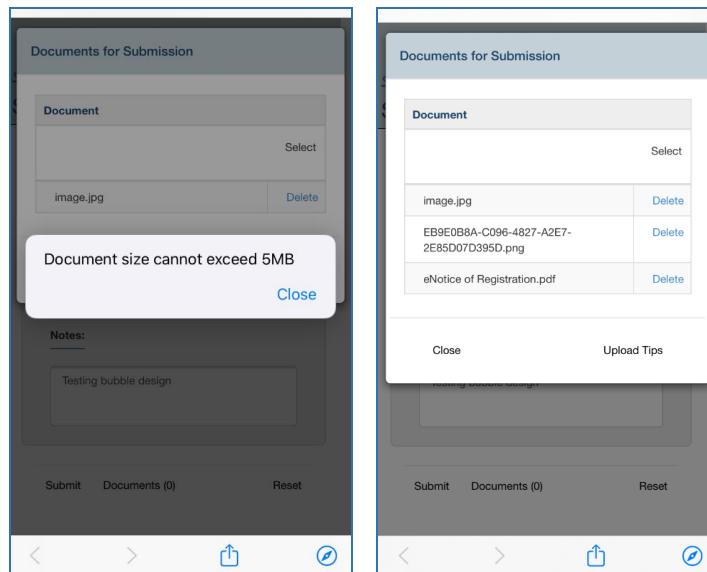 Documents for Submission
Document
Select
image.jpg Delete
Document size cannot exceed 5MB
Close
Notes:
Testing bubble design
Submit Documents (0) Reset
Documents for Submission
Document
Select
image.jpg Delete
EB9E0B8A-C096-4827-A2E7- Delete
2E85D07D395D.png
eNotice of Registration.pdf Delete
Close Upload Tips
Testing bubble design
Submit Documents (0) Reset